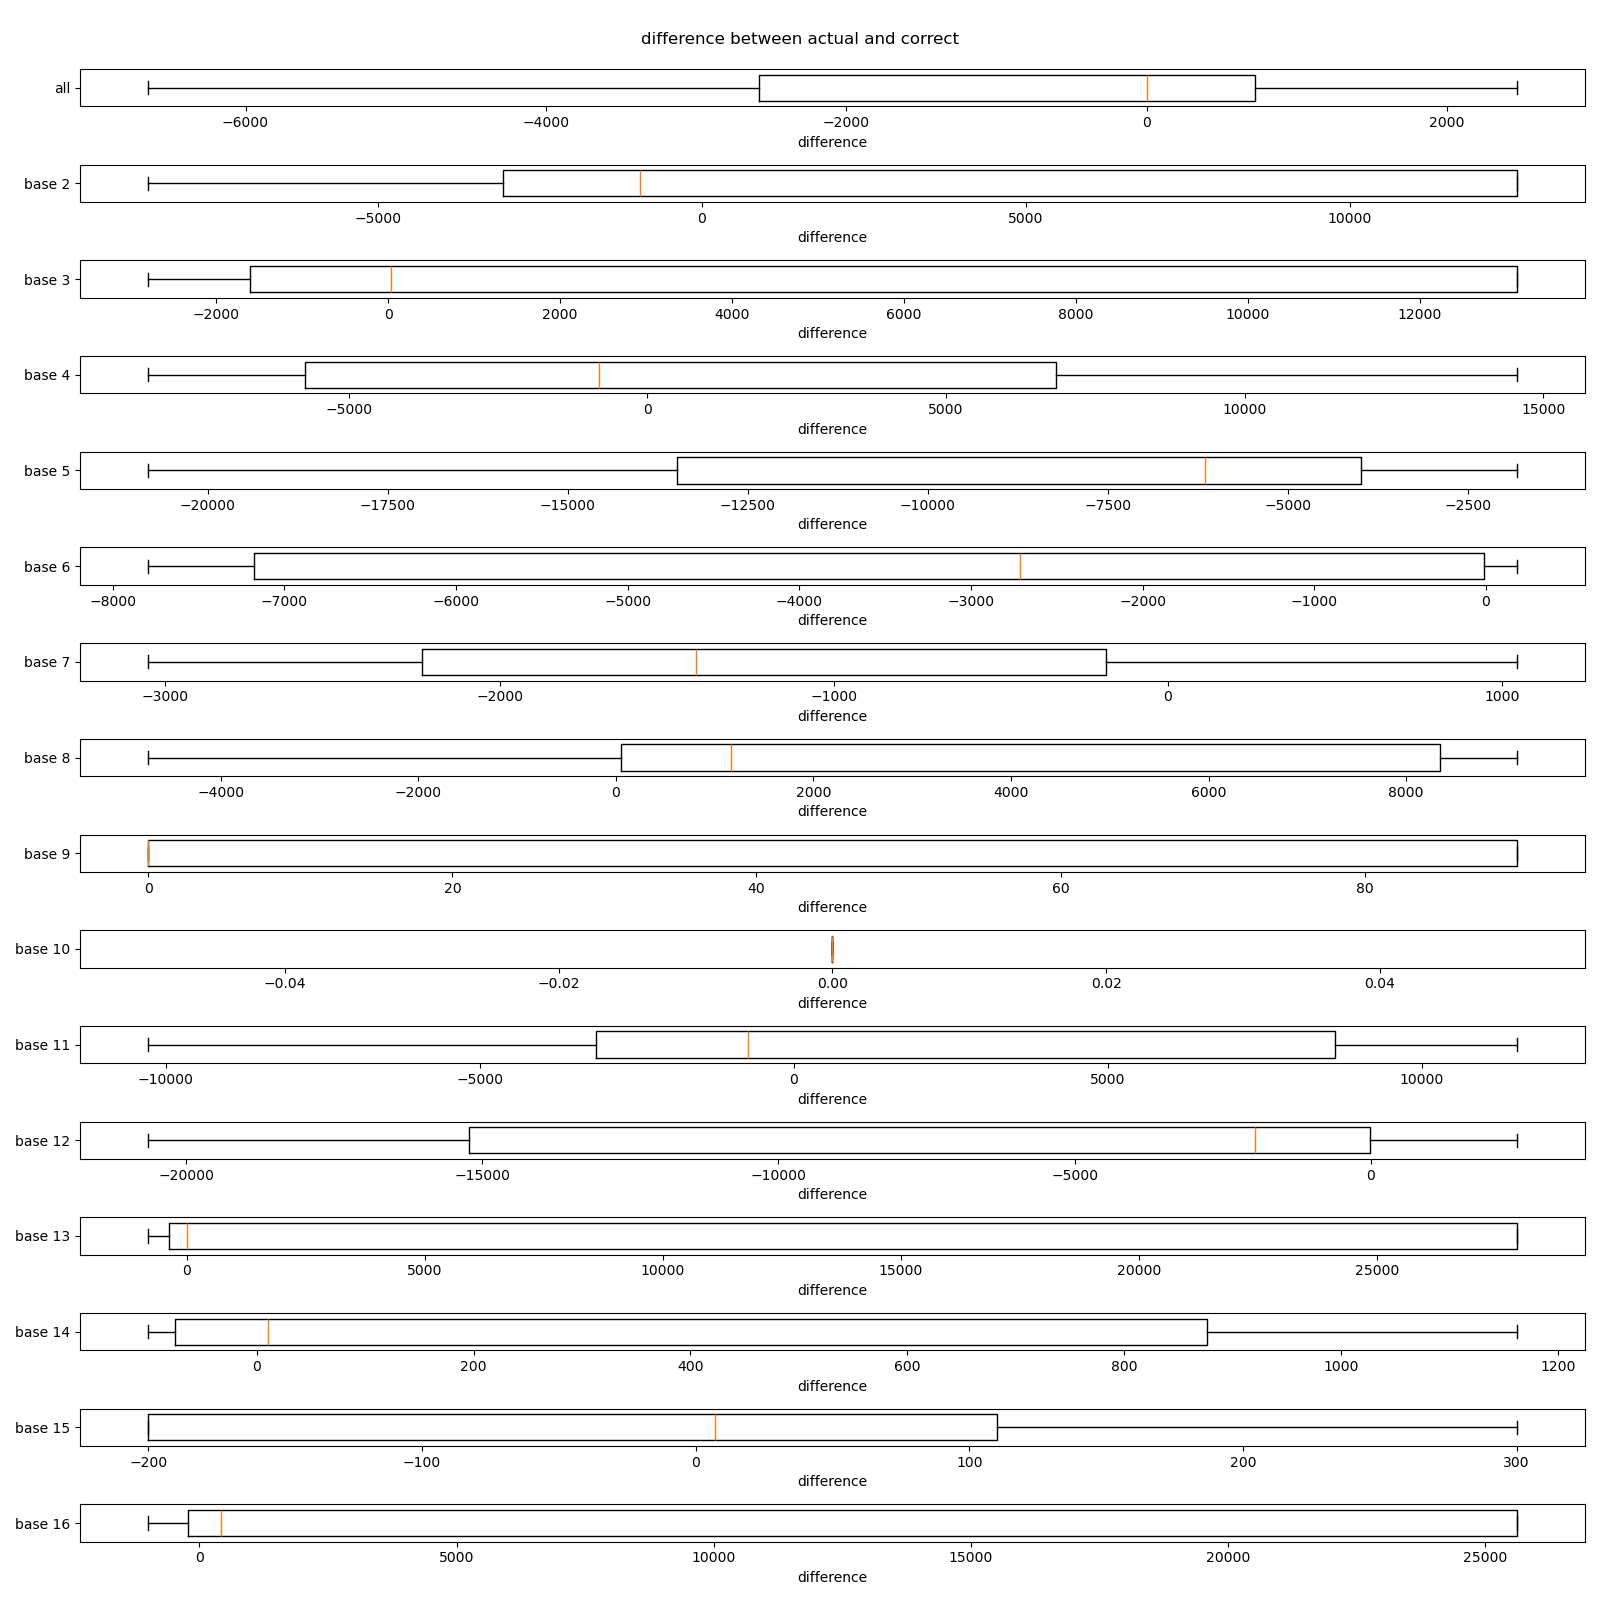 difference between actual and correct
all
−6000 −4000 −2000 0 2000
difference
base 2
−5000 0 5000 10000
difference
base 3
−2000 0 2000 4000 6000 8000 10000 12000
difference
base 4
−5000 0 5000 10000 15000
difference
base 5
−20000 −17500 −15000 −12500 −10000 −7500 −5000 −2500
difference
base 6
−8000 −7000 −6000 −5000 −4000 −3000 −2000 −1000 0
difference
base 7
−3000 −2000 −1000 0 1000
difference
base 8
−4000 −2000 0 2000 4000 6000 8000
difference
base 9
0 20 40 60 80
difference
base 10
−0.04 −0.02 0.00 0.02 0.04
difference
base 11
−10000 −5000 0 5000 10000
difference
base 12
−20000 −15000 −10000 −5000 0
difference
base 13
0 5000 10000 15000 20000 25000
difference
base 14
0 200 400 600 800 1000 1200
difference
base 15
−200 −100 0 100 200 300
difference
base 16
0 5000 10000 15000 20000 25000
difference